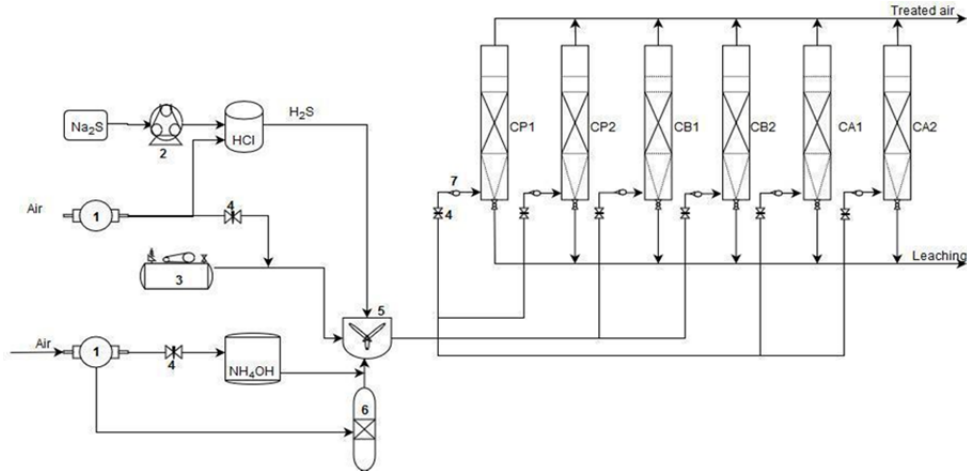 Treated air
Na₂S
2
HCl
H₂S
CP1
CP2
CB1
CB2
CA1
CA2
7
4
Air
1
4
3
Leaching
5
Air
1
4
NH₄OH
6